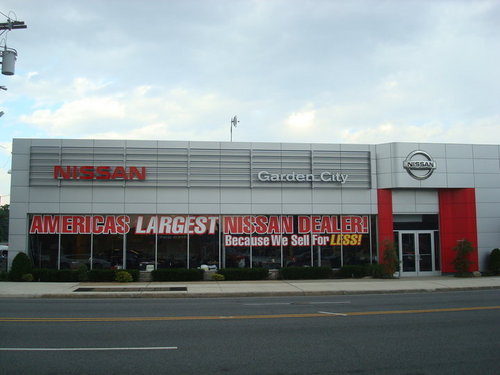 NISSAN
Garden City
NISSAN
AMERICAS LARGEST NISSAN DEALER!
Because We Sell For LESS!